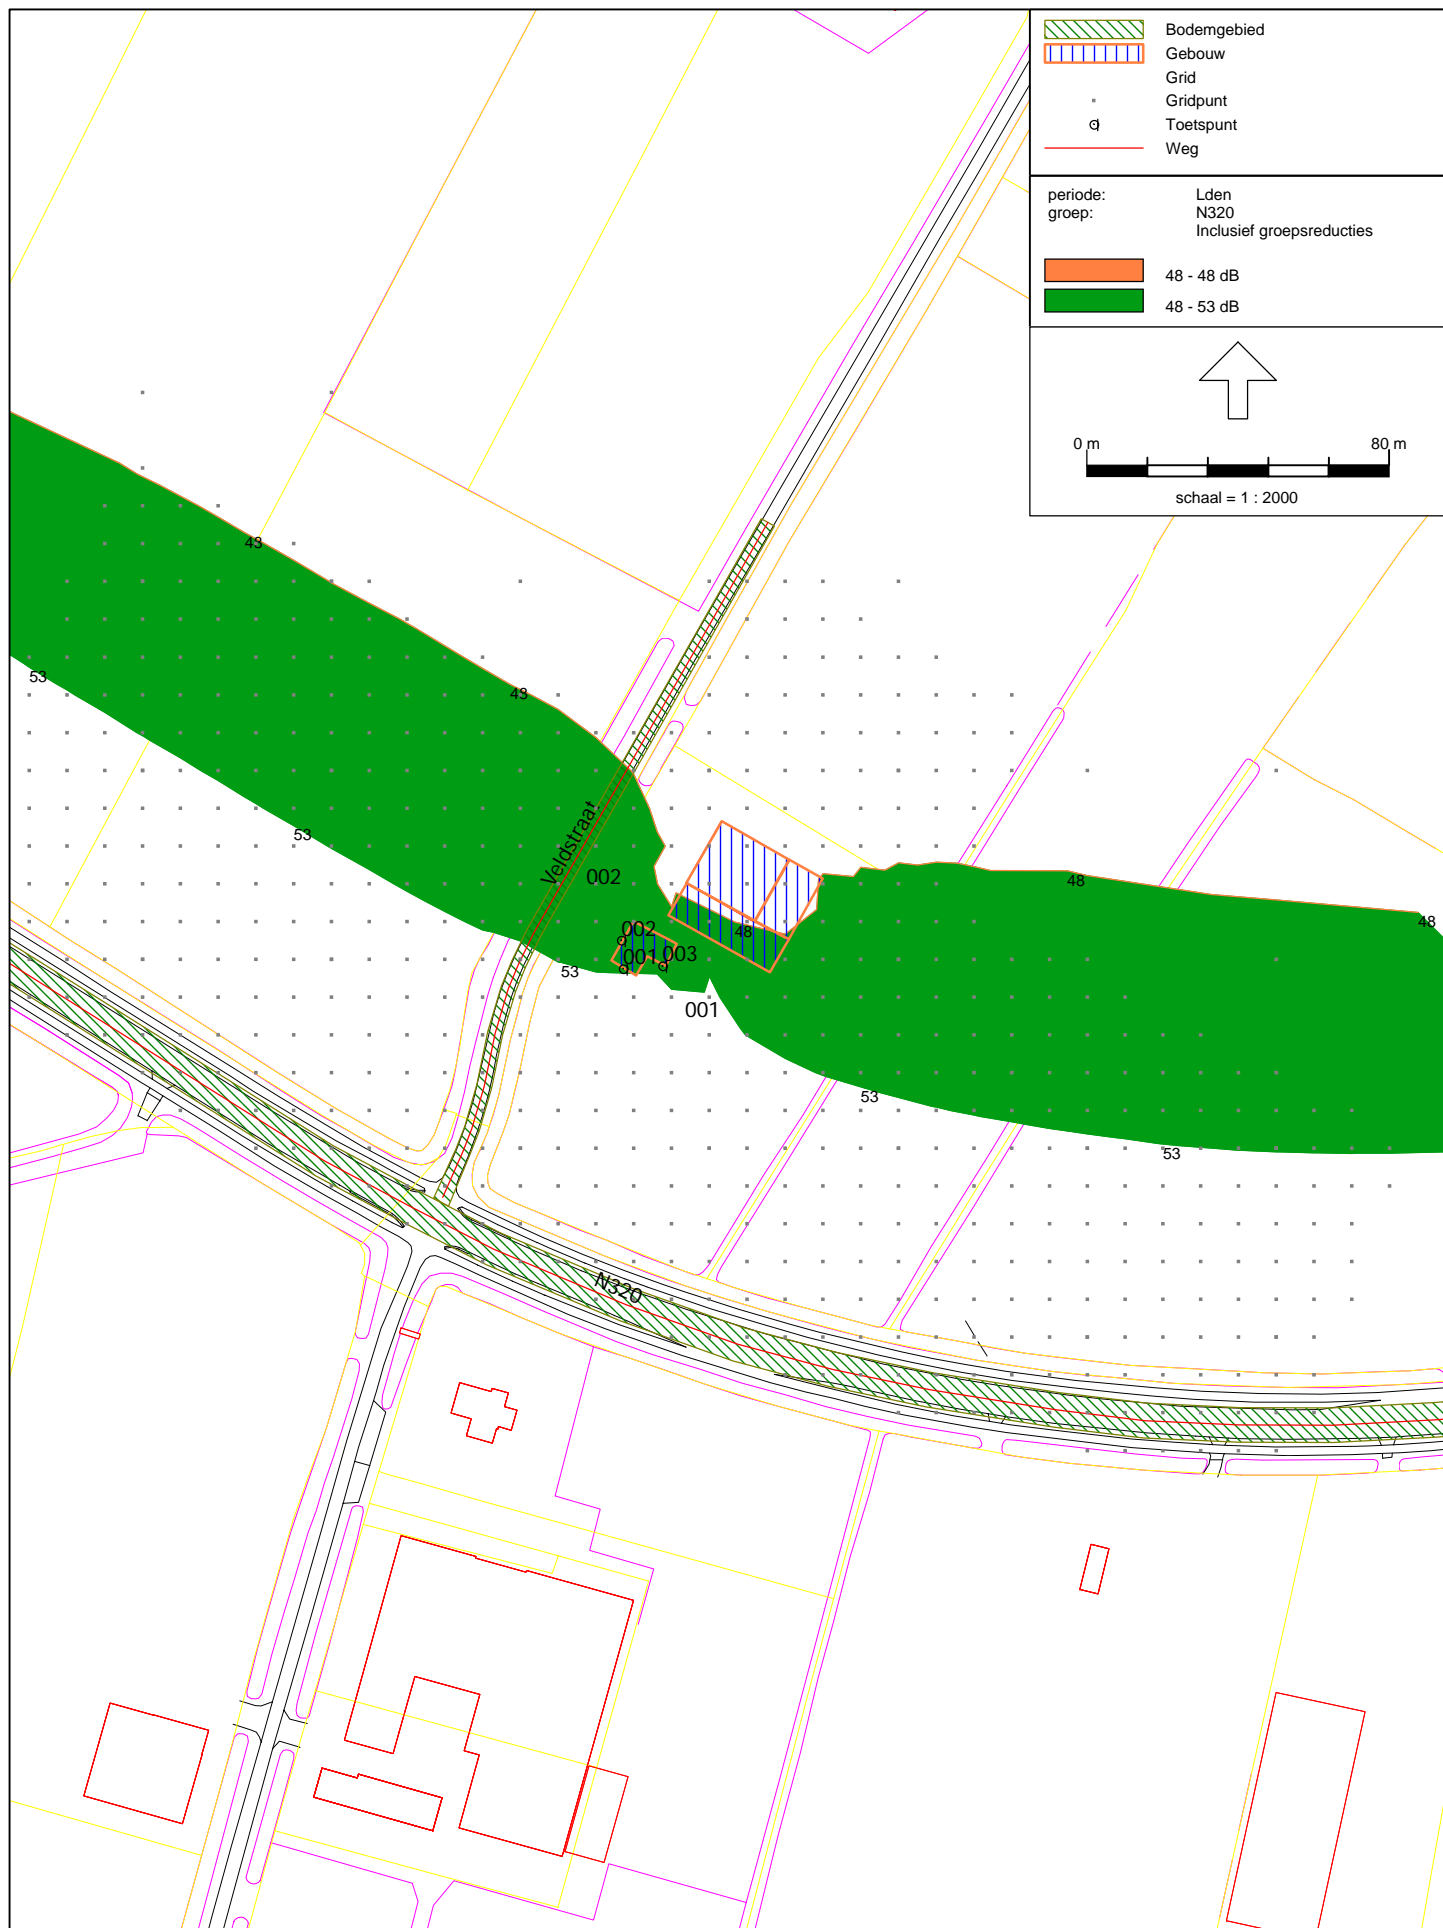 Bodemgebied
Gebouw
Grid
Gridpunt
Toetspunt
Weg
periode: Lden
groep: N320
Inclusief groepsreducties
48 - 48 dB
48 - 53 dB
0 m 80 m
schaal = 1 : 2000
43
53
43
53
Veldstraat
002
48
48
48
002
001
003
53
001
53
53
N320